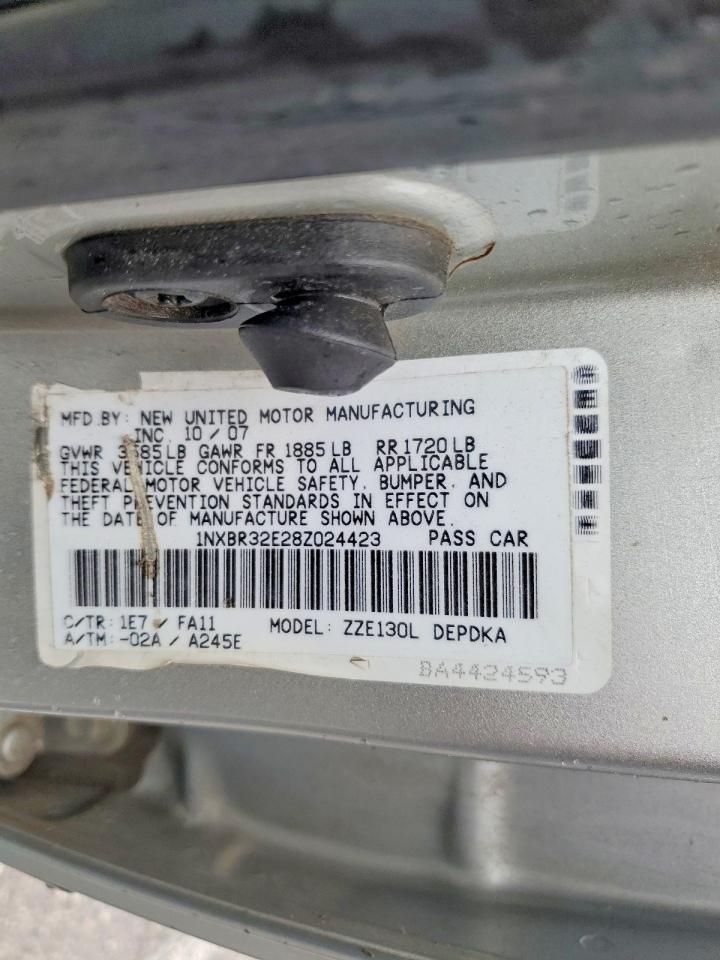 MFD.BY: NEW UNITED MOTOR MANUFACTURING
INC. 10/07
GVWR 3585LB GAWR FR 1885LB RR1720LB
THIS VEHICLE CONFORMS TO ALL APPLICABLE
FEDERAL MOTOR VEHICLE SAFETY, BUMPER, AND
THEFT PREVENTION STANDARDS IN EFFECT ON
THE DATE OF MANUFACTURE SHOWN ABOVE.
1NXBR32E28Z024423 PASS CAR
C/TR: 1E7 / FA11
A/TM: -02A / A245E MODEL: ZZE130L DEPDKA
BA4424593